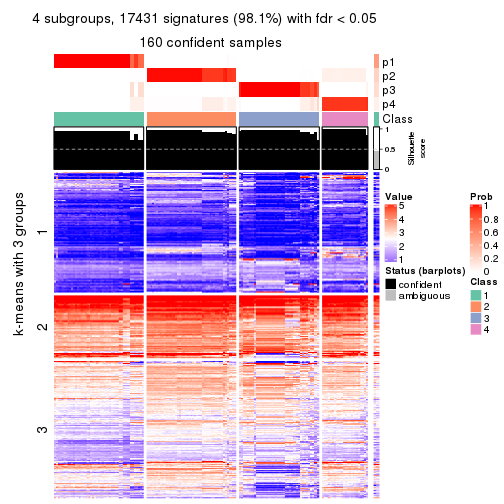 4 subgroups, 17431 signatures (98.1%) with fdr < 0.05
160 confident samples
p1
p2
p3
p4
Class
1
0.5
0
Silhouette
score
k-means with 3 groups
1
2
3
Value
5
4
3
2
1
Prob
1
0.8
0.6
0.4
0.2
0
Status (barplots)
confident
ambiguous
Class
1
2
3
4